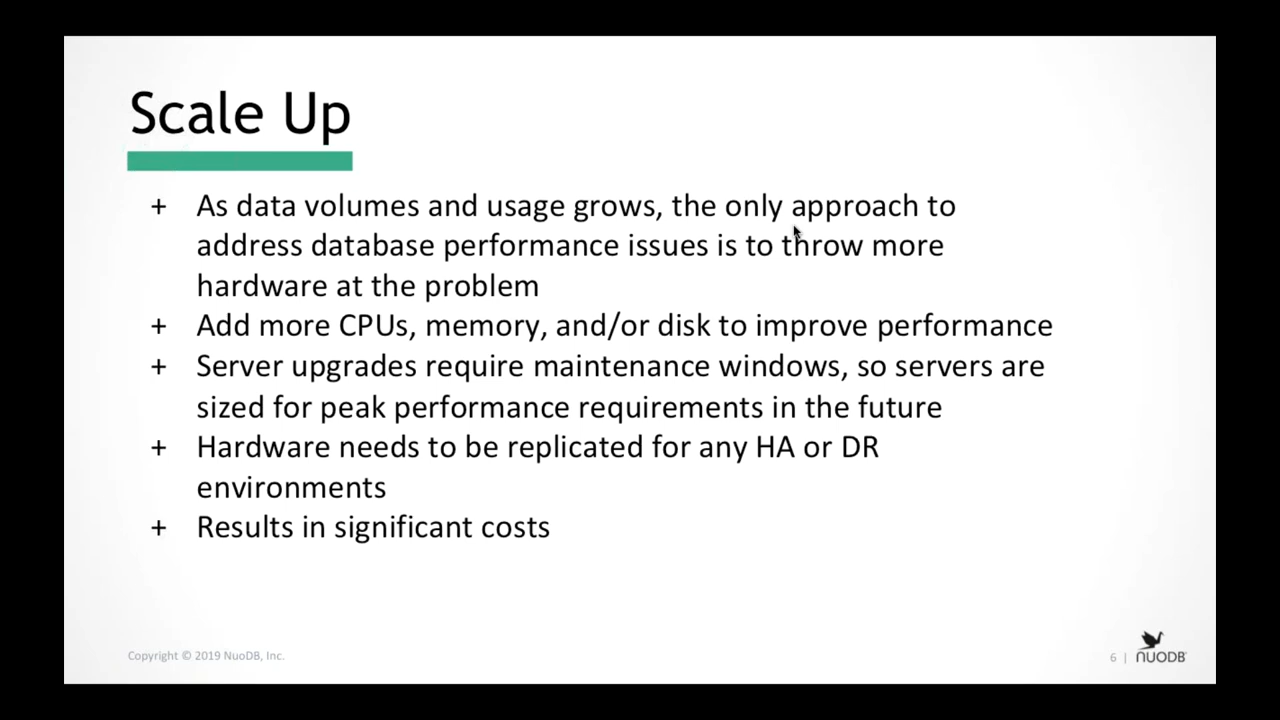 Scale Up
+ As data volumes and usage grows, the only approach to
address database performance issues is to throw more
hardware at the problem
+ Add more CPUs, memory, and/or disk to improve performance
+ Server upgrades require maintenance windows, so servers are
sized for peak performance requirements in the future
+ Hardware needs to be replicated for any HA or DR
environments
+ Results in significant costs
Copyright © 2019 NuoDB, Inc.
6 | NUODB